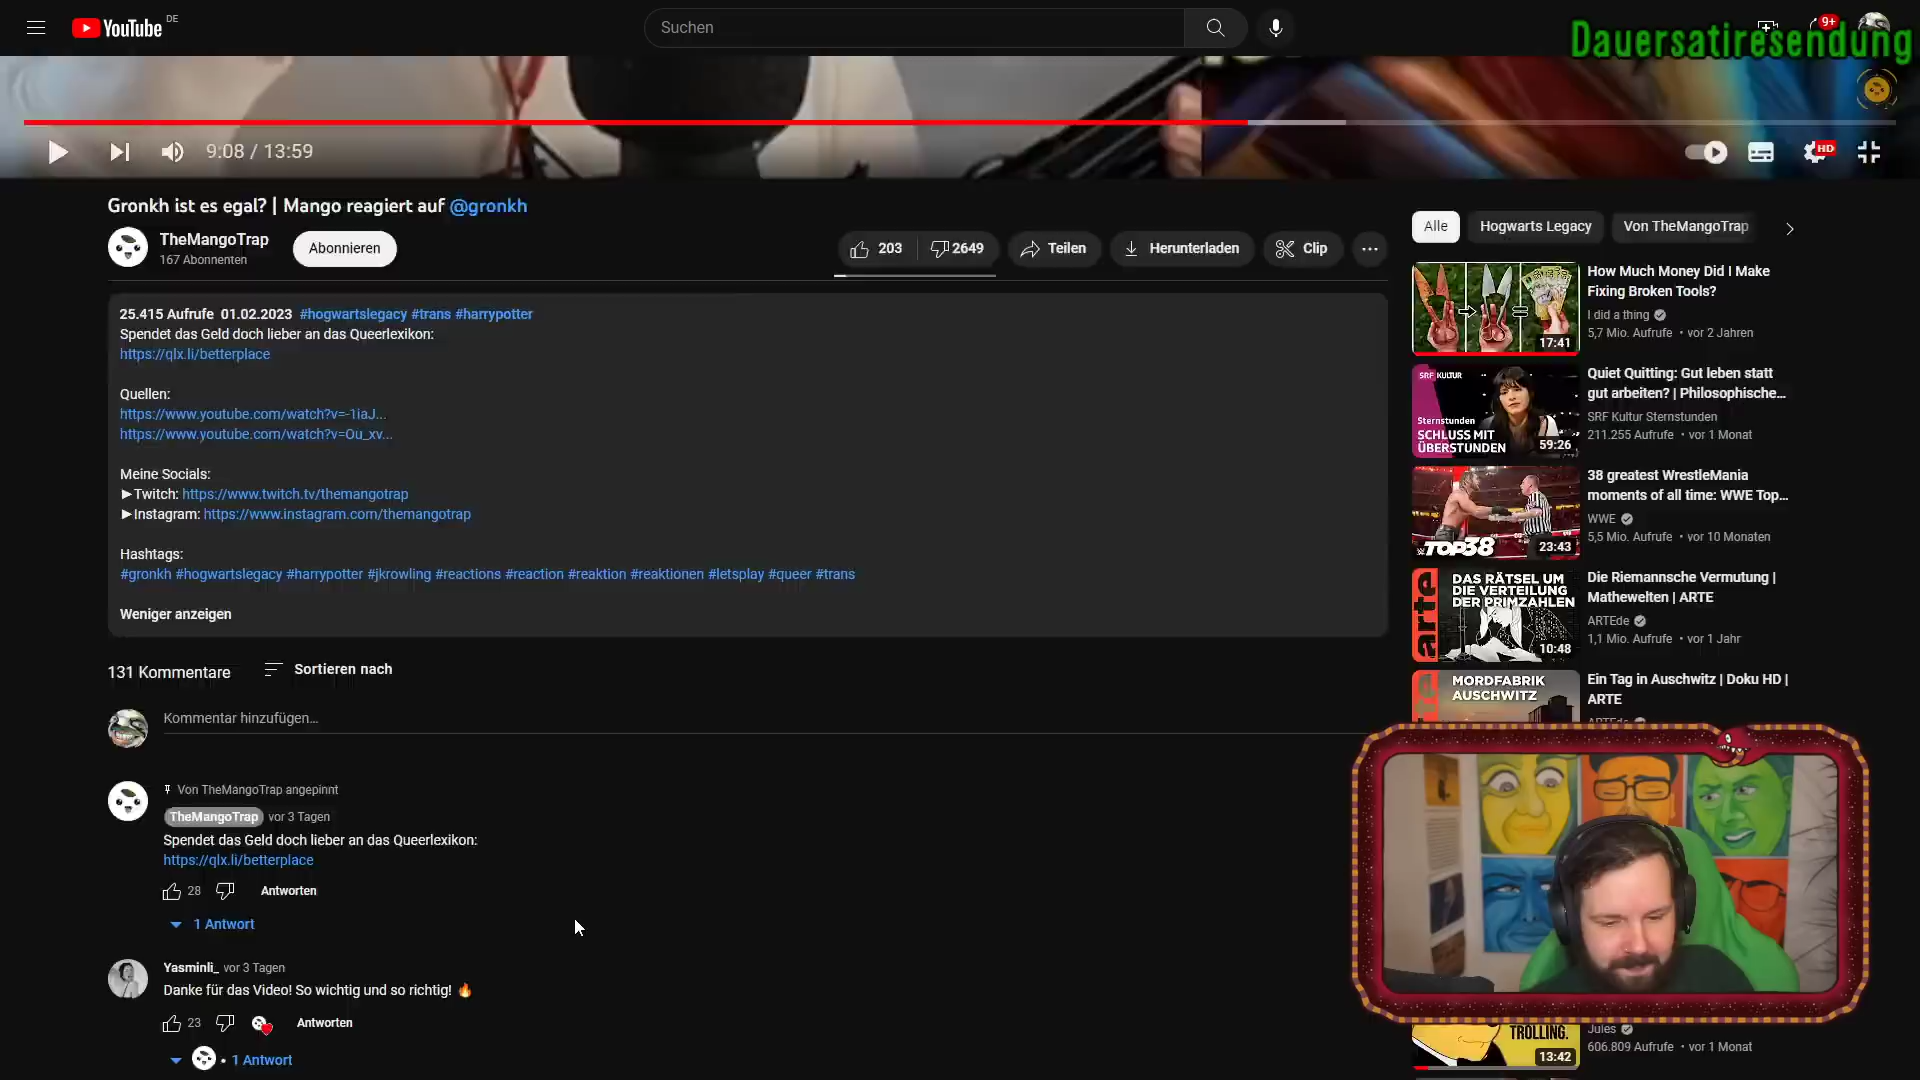 YouTube DE
Suchen
9+
Dauersatiresendung
9:08 / 13:59
HD
Gronkh ist es egal? | Mango reagiert auf @gronkh
TheMangoTrap
167 Abonnenten
Abonnieren
203
2649
Teilen
Herunterladen
Clip
25.415 Aufrufe 01.02.2023 #hogwartslegacy #trans #harrypotter
Spendet das Geld doch lieber an das Queerlexikon:
https://qlx.li/betterplace
Quellen:
https://www.youtube.com/watch?v=-1iaJ...
https://www.youtube.com/watch?v=Ou_xv...
Meine Socials:
►Twitch: https://www.twitch.tv/themangotrap
►Instagram: https://www.instagram.com/themangotrap
Hashtags:
#gronkh #hogwartslegacy #harrypotter #jkrowling #reactions #reaction #reaktion #reaktionen #letsplay #queer #trans
Weniger anzeigen
131 Kommentare
Sortieren nach
Kommentar hinzufügen...
Von TheMangoTrap angepinnt
TheMangoTrap vor 3 Tagen
Spendet das Geld doch lieber an das Queerlexikon:
https://qlx.li/betterplace
28
Antworten
1 Antwort
Yasminli_ vor 3 Tagen
Danke für das Video! So wichtig und so richtig! 🔥
23
Antworten
• 1 Antwort
Alle
Hogwarts Legacy
Von TheMangoTrap
17:41
How Much Money Did I Make
Fixing Broken Tools?
I did a thing
5,7 Mio. Aufrufe • vor 2 Jahren
SRF KULTUR
Sternstunden
SCHLUSS MIT
ÜBERSTUNDEN
59:26
Quiet Quitting: Gut leben statt
gut arbeiten? | Philosophische...
SRF Kultur Sternstunden
211.255 Aufrufe • vor 1 Monat
TOP38
23:43
38 greatest WrestleMania
moments of all time: WWE Top...
WWE
5,5 Mio. Aufrufe • vor 10 Monaten
arte
DAS RÄTSEL UM
DIE VERTEILUNG
DER PRIMZAHLEN
10:48
Die Riemannsche Vermutung |
Mathewelten | ARTE
ARTEde
1,1 Mio. Aufrufe • vor 1 Jahr
MORDFABRIK
AUSCHWITZ
Ein Tag in Auschwitz | Doku HD |
ARTE
ARTEde
TROLLING.
13:42
Jules
606.809 Aufrufe • vor 1 Monat